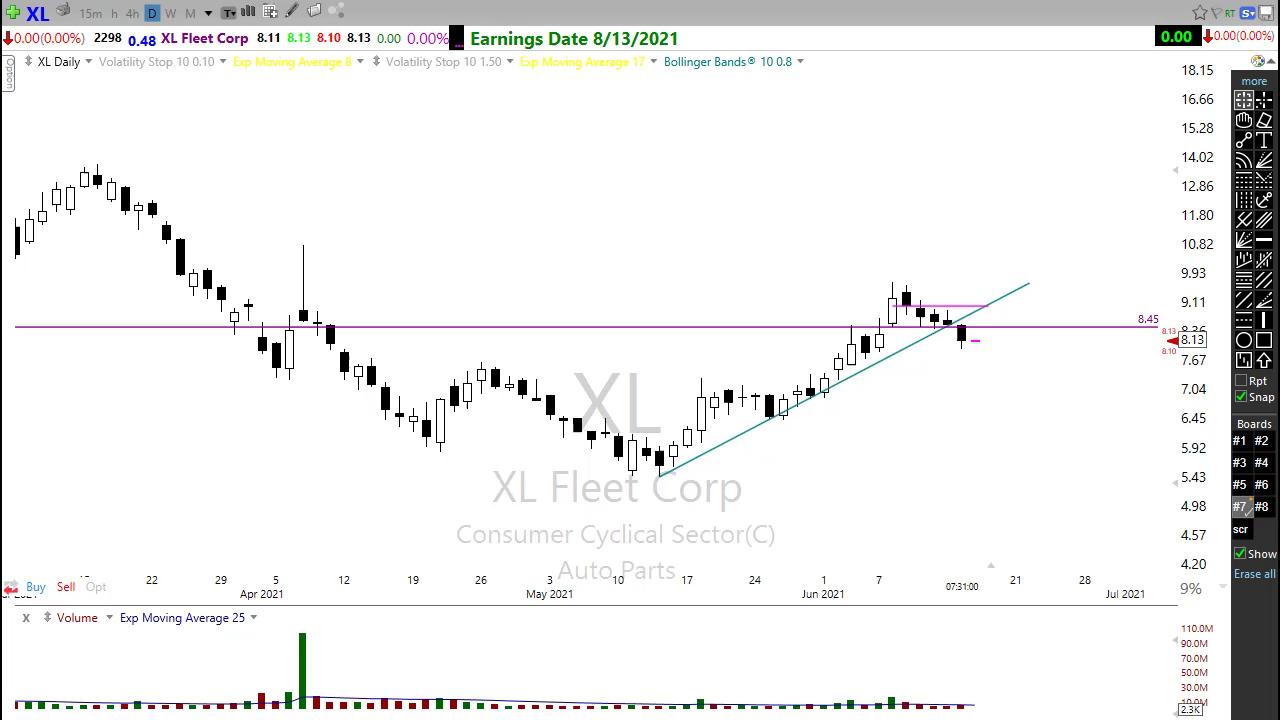 XL 15m h 4h D W M T RT S
0.00(0.00%) 2298 0.48 XL Fleet Corp 8.11 8.13 8.10 8.13 0.00 0.00% ... Earnings Date 8/13/2021 0.00 0.00(0.00%)
Option
XL Daily Volatility Stop 10 0.10 Exp Moving Average 8 Volatility Stop 10 1.50 Exp Moving Average 17 Bollinger Bands® 10 0.8
18.15
more
16.66
15.28
14.02
12.86
11.80
10.82
9.93
9.11
8.45
8.13
8.13
8.10
7.67
7.04
6.45
5.92
5.43
4.98
4.57
4.20
Rpt
Snap
Boards
#1 #2
#3 #4
#5 #6
#7 #8
scr
Show
Erase all
XL
XL Fleet Corp
Consumer Cyclical Sector(C)
Auto Parts
Buy Sell Opt
22 29 5 12 19 26 3 10 17 24 1 7 07:31:00 21 28
9%
Apr 2021 May 2021 Jun 2021 Jul 2021
x Volume Exp Moving Average 25
110.0M
90.0M
70.0M
50.0M
30.0M
2.3K